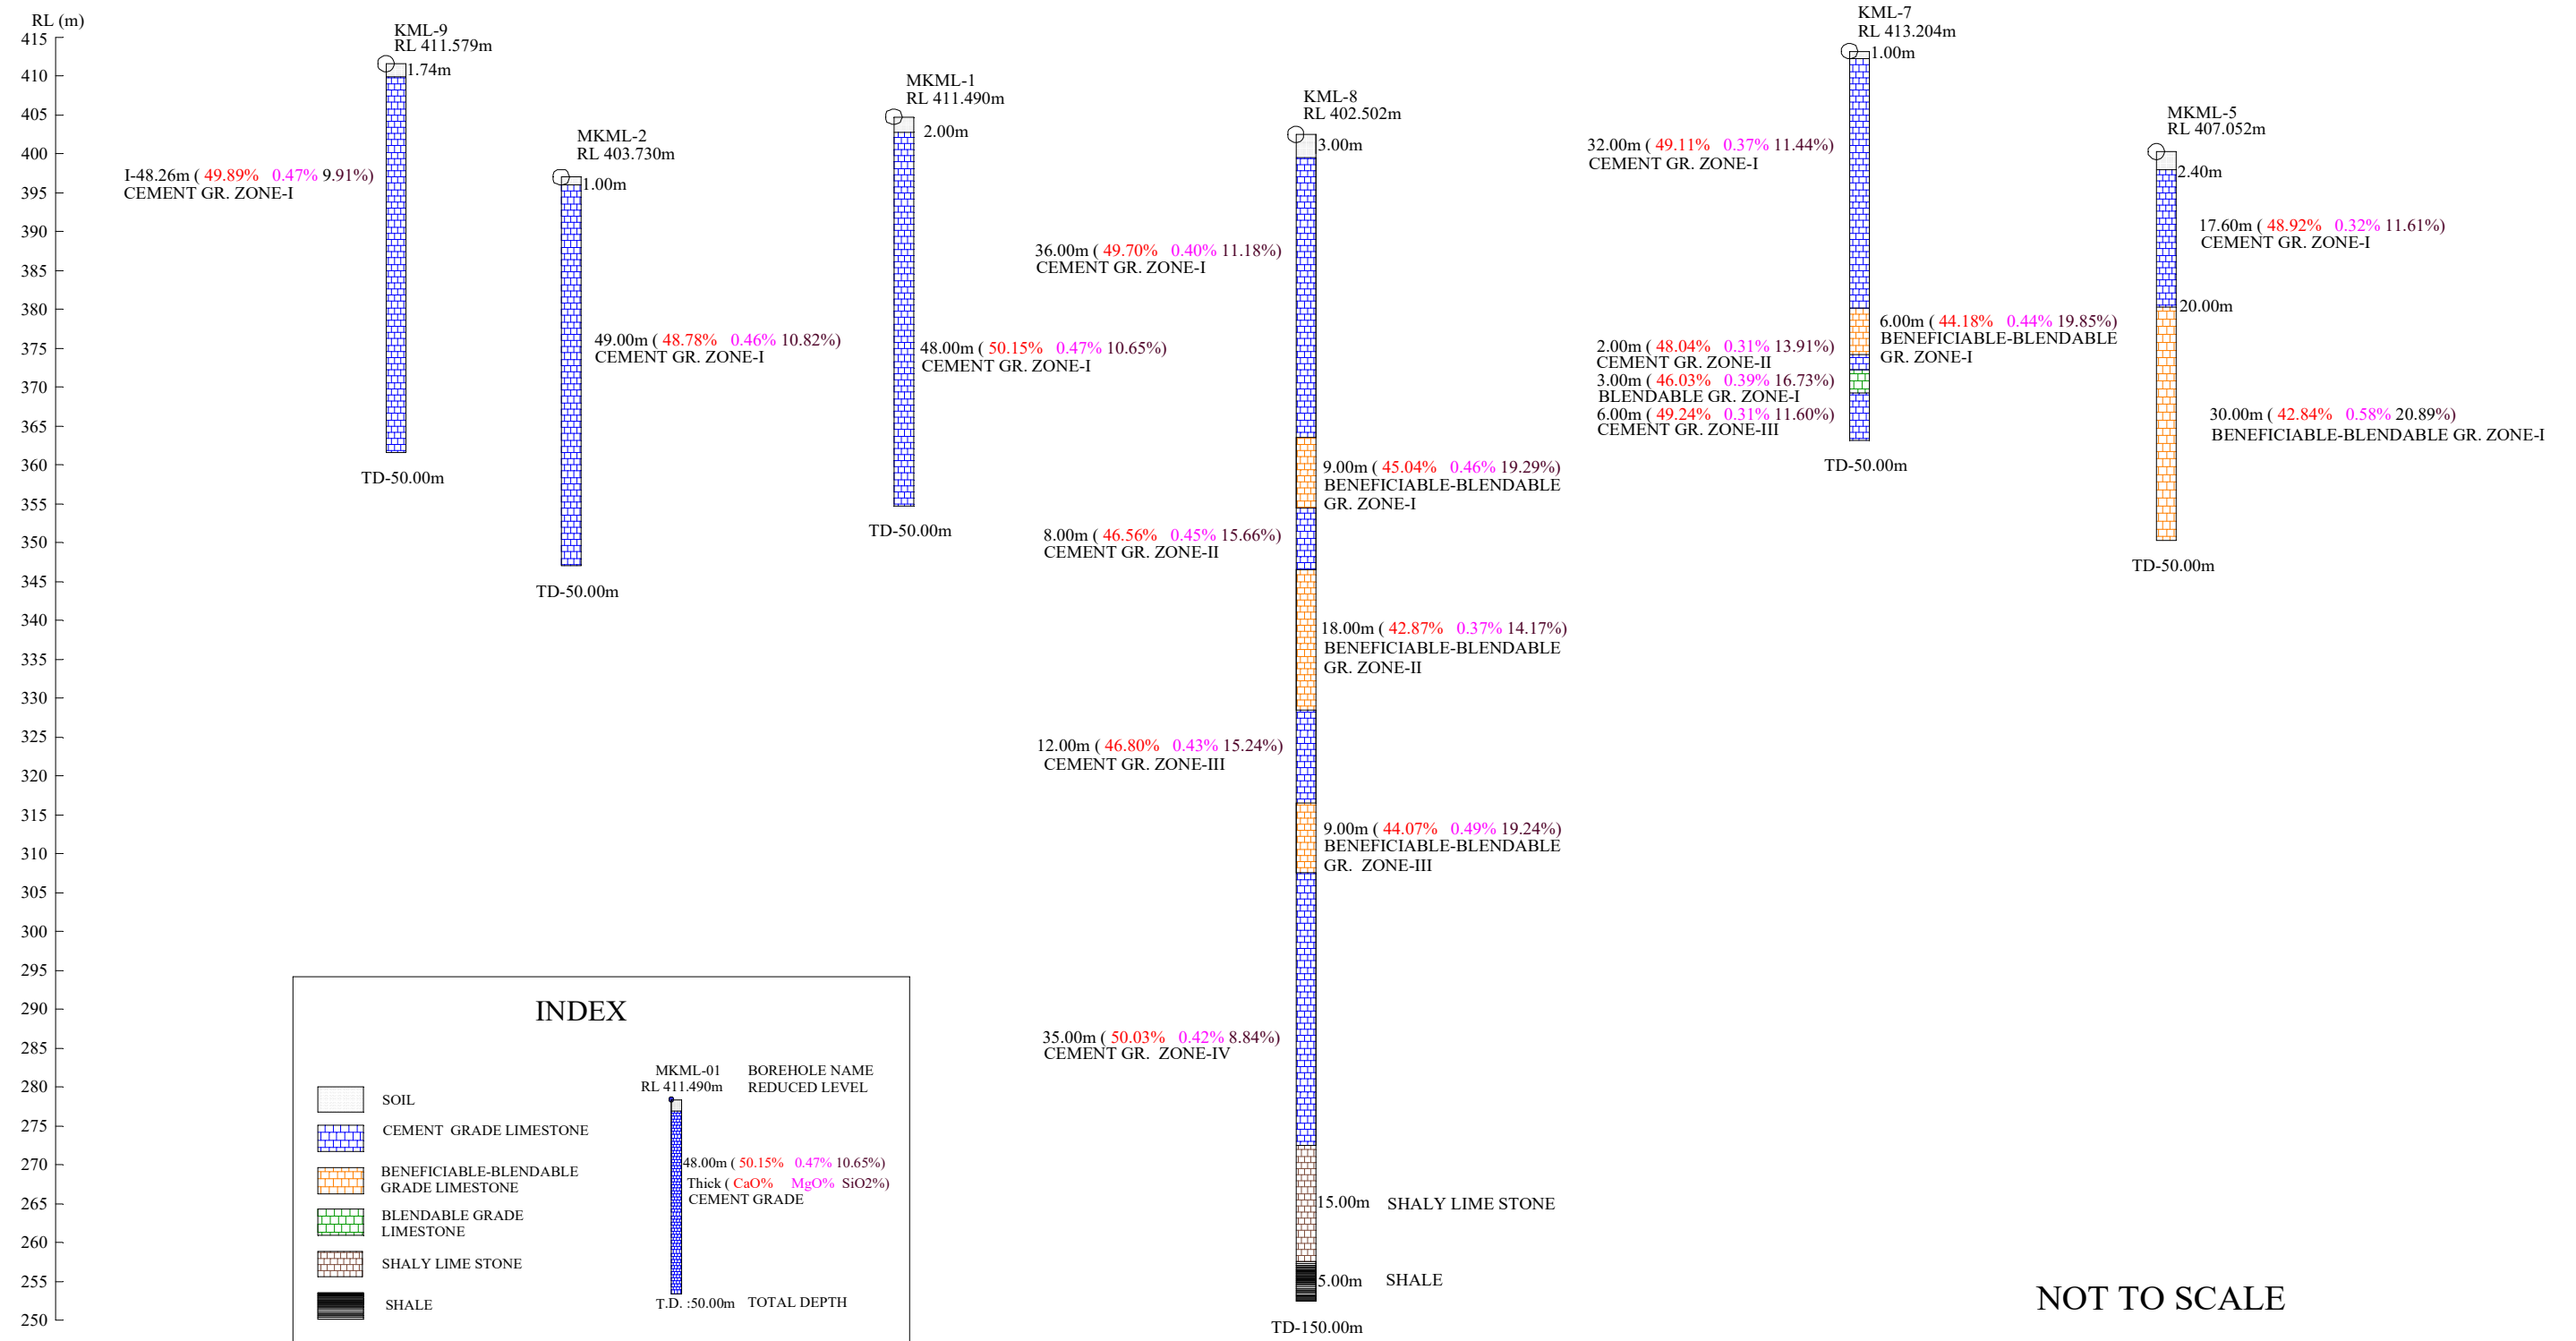 RL (m)
415
410
405
400
395
390
385
380
375
370
365
360
355
350
345
340
335
330
325
320
315
310
305
300
295
290
285
280
275
270
265
260
255
250
KML-9
RL 411.579m
1.74m
I-48.26m ( 49.89% 0.47% 9.91%)
CEMENT GR. ZONE-I
TD-50.00m
MKML-2
RL 403.730m
1.00m
49.00m ( 48.78% 0.46% 10.82%)
CEMENT GR. ZONE-I
TD-50.00m
MKML-1
RL 411.490m
2.00m
48.00m ( 50.15% 0.47% 10.65%)
CEMENT GR. ZONE-I
TD-50.00m
KML-8
RL 402.502m
3.00m
36.00m ( 49.70% 0.40% 11.18%)
CEMENT GR. ZONE-I
9.00m ( 45.04% 0.46% 19.29%)
BENEFICIABLE-BLENDABLE
GR. ZONE-I
8.00m ( 46.56% 0.45% 15.66%)
CEMENT GR. ZONE-II
18.00m ( 42.87% 0.37% 14.17%)
BENEFICIABLE-BLENDABLE
GR. ZONE-II
12.00m ( 46.80% 0.43% 15.24%)
CEMENT GR. ZONE-III
9.00m ( 44.07% 0.49% 19.24%)
BENEFICIABLE-BLENDABLE
GR. ZONE-III
35.00m ( 50.03% 0.42% 8.84%)
CEMENT GR. ZONE-IV
15.00m SHALY LIME STONE
5.00m SHALE
TD-150.00m
KML-7
RL 413.204m
1.00m
32.00m ( 49.11% 0.37% 11.44%)
CEMENT GR. ZONE-I
6.00m ( 44.18% 0.44% 19.85%)
BENEFICIABLE-BLENDABLE
GR. ZONE-I
2.00m ( 48.04% 0.31% 13.91%)
CEMENT GR. ZONE-II
3.00m ( 46.03% 0.39% 16.73%)
BLENDABLE GR. ZONE-I
6.00m ( 49.24% 0.31% 11.60%)
CEMENT GR. ZONE-III
TD-50.00m
MKML-5
RL 407.052m
2.40m
17.60m ( 48.92% 0.32% 11.61%)
CEMENT GR. ZONE-I
20.00m
30.00m ( 42.84% 0.58% 20.89%)
BENEFICIABLE-BLENDABLE GR. ZONE-I
TD-50.00m
INDEX
SOIL
CEMENT GRADE LIMESTONE
BENEFICIABLE-BLENDABLE
GRADE LIMESTONE
BLENDABLE GRADE
LIMESTONE
SHALY LIME STONE
SHALE
MKML-01 BOREHOLE NAME
RL 411.490m REDUCED LEVEL
48.00m ( 50.15% 0.47% 10.65%)
Thick ( CaO% MgO% SiO2%)
CEMENT GRADE
T.D. :50.00m TOTAL DEPTH
NOT TO SCALE